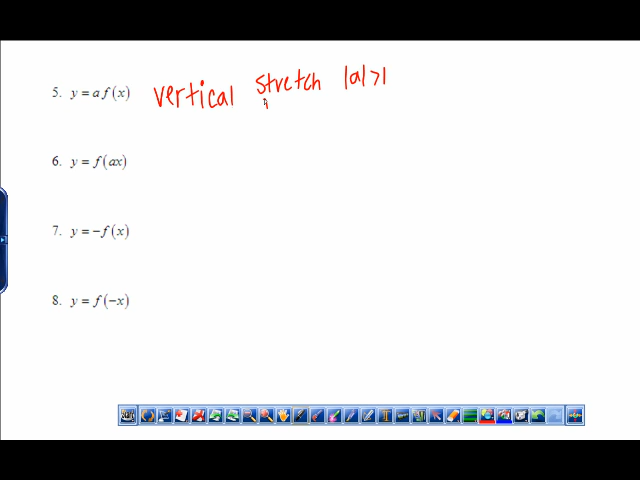 5. y = a f(x) vertical stretch |a|>1
6. y = f(ax)
7. y = -f(x)
8. y = f(-x)